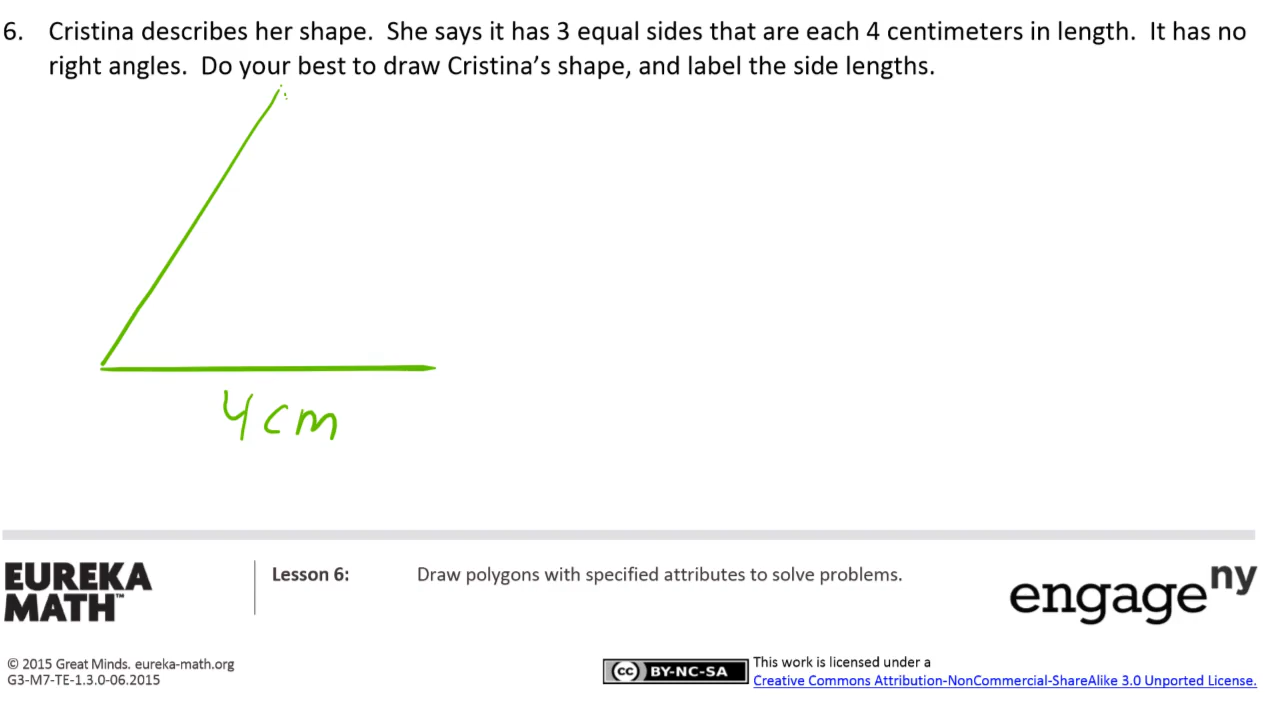 6. Cristina describes her shape. She says it has 3 equal sides that are each 4 centimeters in length. It has no
right angles. Do your best to draw Cristina's shape, and label the side lengths.
4cm
EUREKA
MATH™
Lesson 6: Draw polygons with specified attributes to solve problems.
engage ny
© 2015 Great Minds. eureka-math.org
G3-M7-TE-1.3.0-06.2015
cc BY-NC-SA
This work is licensed under a
Creative Commons Attribution-NonCommercial-ShareAlike 3.0 Unported License.